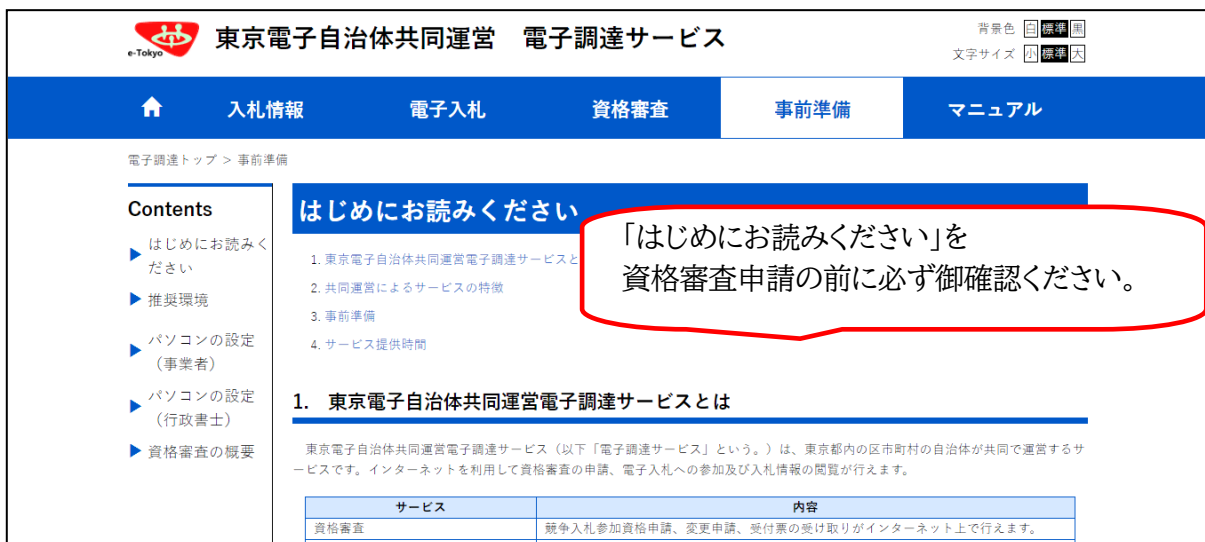 e-Tokyo
東京電子自治体共同運営　電子調達サービス
背景色 白 標準 黒
文字サイズ 小 標準 大
入札情報 電子入札 資格審査 事前準備 マニュアル
電子調達トップ > 事前準備
Contents
はじめにお読みく
ださい
推奨環境
パソコンの設定
（事業者）
パソコンの設定
（行政書士）
資格審査の概要
はじめにお読みください
「はじめにお読みください」を
資格審査申請の前に必ず御確認ください。
1. 東京電子自治体共同運営電子調達サービスと
2. 共同運営によるサービスの特徴
3. 事前準備
4. サービス提供時間
1.　東京電子自治体共同運営電子調達サービスとは
東京電子自治体共同運営電子調達サービス（以下「電子調達サービス」という。）は、東京都内の区市町村の自治体が共同で運営するサ
ービスです。インターネットを利用して資格審査の申請、電子入札への参加及び入札情報の閲覧が行えます。
サービス 内容
資格審査 競争入札参加資格申請、変更申請、受付票の受け取りがインターネット上で行えます。